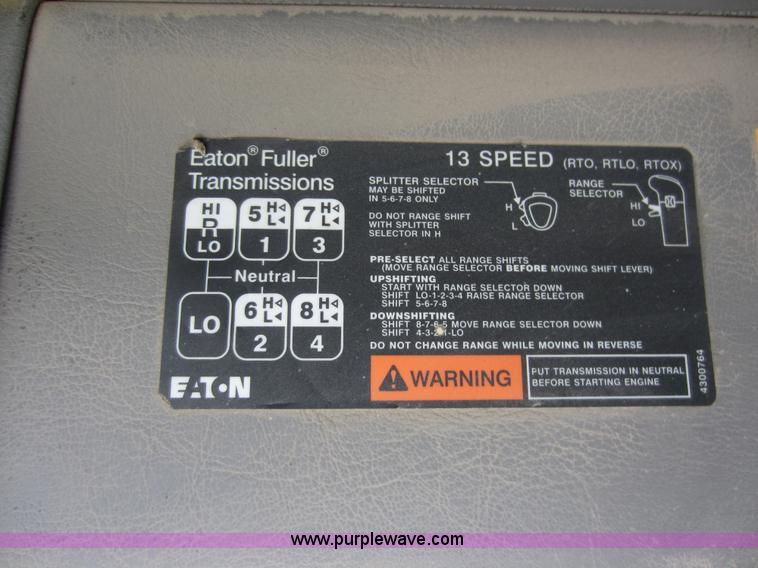 Eaton® Fuller®
Transmissions
13 SPEED (RTO, RTLO, RTOX)
SPLITTER SELECTOR
MAY BE SHIFTED
IN 5-6-7-8 ONLY
DO NOT RANGE SHIFT
WITH SPLITTER
SELECTOR IN H
H
L
RANGE
SELECTOR
HI
LO
HI
R
LO
5 H
L
1
7 H
L
3
Neutral
LO
6 H
L
2
8 H
L
4
PRE-SELECT ALL RANGE SHIFTS
(MOVE RANGE SELECTOR BEFORE MOVING SHIFT LEVER)
UPSHIFTING
START WITH RANGE SELECTOR DOWN
SHIFT LO-1-2-3-4 RAISE RANGE SELECTOR
SHIFT 5-6-7-8
DOWNSHIFTING
SHIFT 8-7-6-5 MOVE RANGE SELECTOR DOWN
SHIFT 4-3-2-1-LO
DO NOT CHANGE RANGE WHILE MOVING IN REVERSE
EATON
WARNING
PUT TRANSMISSION IN NEUTRAL
BEFORE STARTING ENGINE
4300764
www.purplewave.com